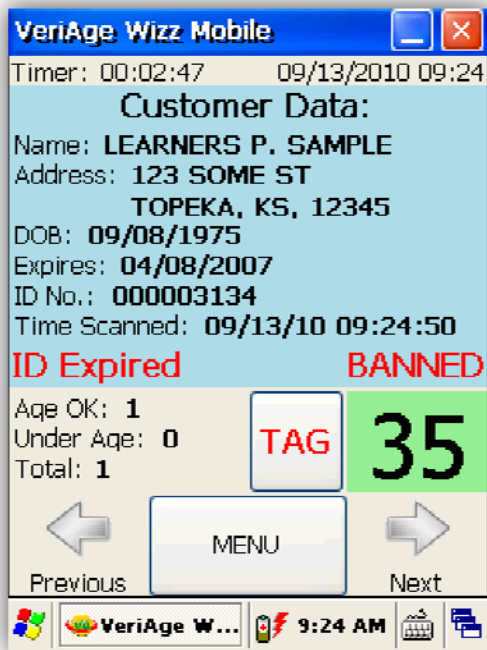 VeriAge Wizz Mobile
Timer: 00:02:47 09/13/2010 09:24
Customer Data:
Name: LEARNERS P. SAMPLE
Address: 123 SOME ST
TOPEKA, KS, 12345
DOB: 09/08/1975
Expires: 04/08/2007
ID No.: 000003134
Time Scanned: 09/13/10 09:24:50
ID Expired BANNED
Age OK: 1
Under Age: 0
Total: 1
TAG
35
Previous
MENU
Next
VeriAge W... 9:24 AM